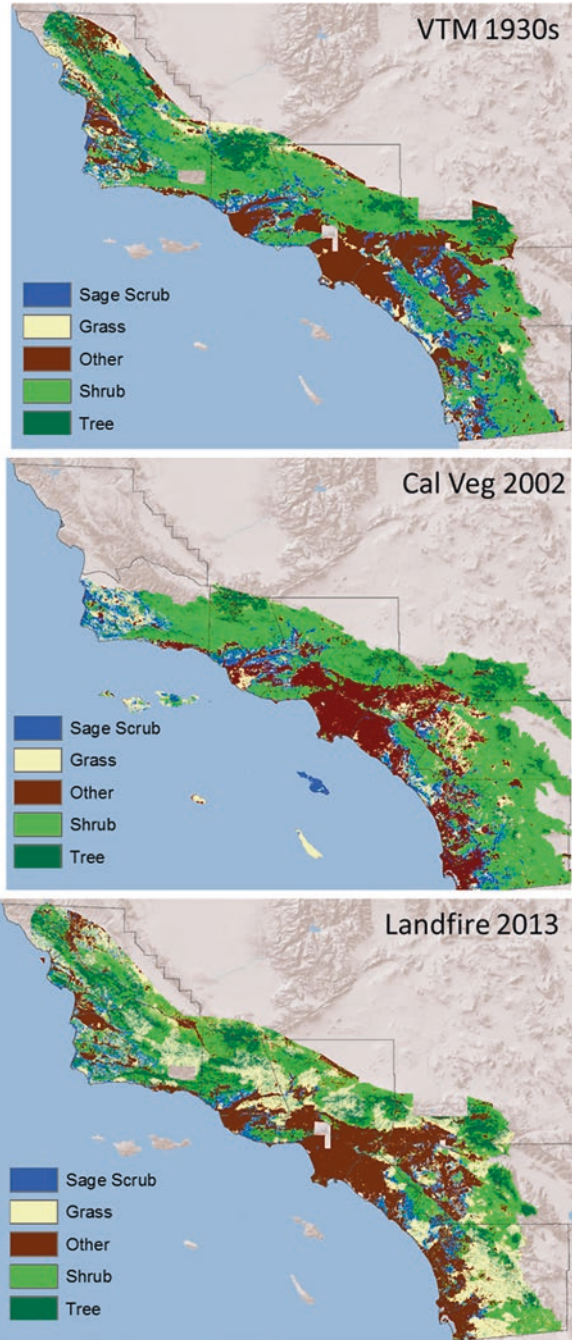 VTM 1930s
Sage Scrub
Grass
Other
Shrub
Tree
Cal Veg 2002
Sage Scrub
Grass
Other
Shrub
Tree
Landfire 2013
Sage Scrub
Grass
Other
Shrub
Tree